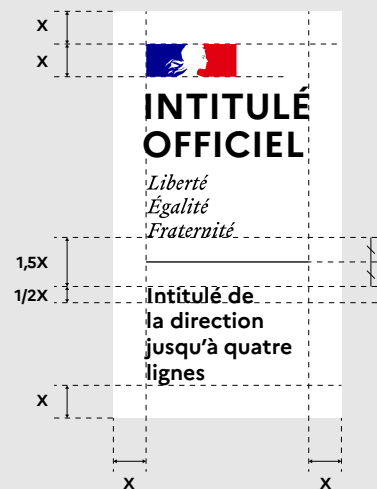 X
X
INTITULÉ
OFFICIEL
Liberté
Égalité
Fraternité
1,5X
1/2X
Intitulé de
la direction
jusqu’à quatre
lignes
X
X
X